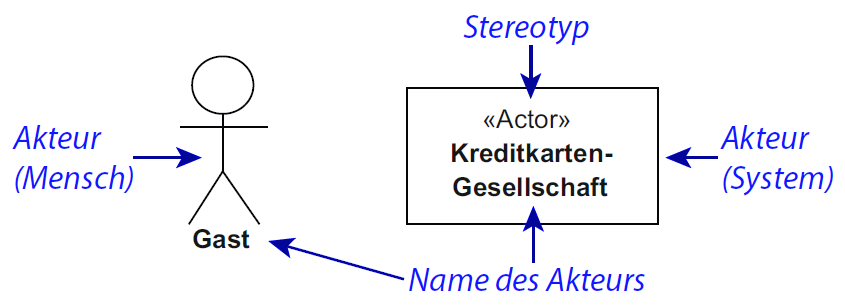 Stereotyp
«Actor»
Akteur
(Mensch)
Kreditkarten-
Gesellschaft
Akteur
(System)
Gast
Name des Akteurs